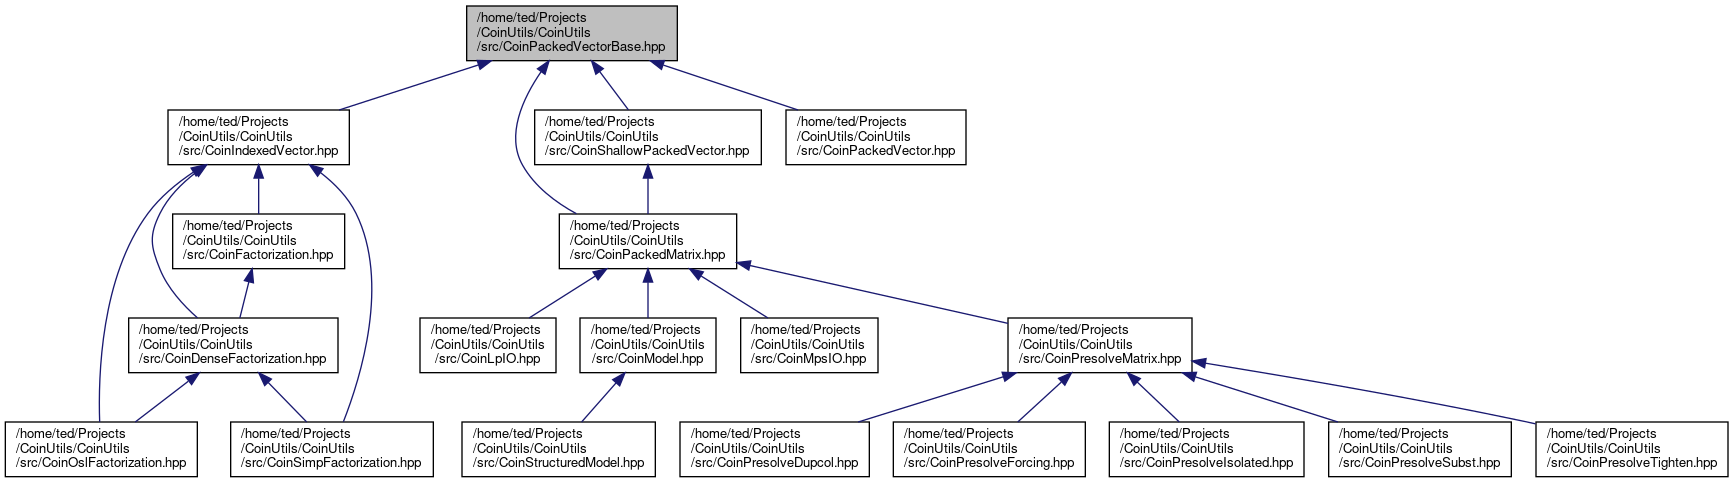 /home/ted/Projects
/CoinUtils/CoinUtils
/src/CoinPackedVectorBase.hpp
/home/ted/Projects
/CoinUtils/CoinUtils
/src/CoinIndexedVector.hpp
/home/ted/Projects
/CoinUtils/CoinUtils
/src/CoinShallowPackedVector.hpp
/home/ted/Projects
/CoinUtils/CoinUtils
/src/CoinPackedVector.hpp
/home/ted/Projects
/CoinUtils/CoinUtils
/src/CoinFactorization.hpp
/home/ted/Projects
/CoinUtils/CoinUtils
/src/CoinPackedMatrix.hpp
/home/ted/Projects
/CoinUtils/CoinUtils
/src/CoinDenseFactorization.hpp
/home/ted/Projects
/CoinUtils/CoinUtils
/src/CoinLpIO.hpp
/home/ted/Projects
/CoinUtils/CoinUtils
/src/CoinModel.hpp
/home/ted/Projects
/CoinUtils/CoinUtils
/src/CoinMpsIO.hpp
/home/ted/Projects
/CoinUtils/CoinUtils
/src/CoinPresolveMatrix.hpp
/home/ted/Projects
/CoinUtils/CoinUtils
/src/CoinOslFactorization.hpp
/home/ted/Projects
/CoinUtils/CoinUtils
/src/CoinSimpFactorization.hpp
/home/ted/Projects
/CoinUtils/CoinUtils
/src/CoinStructuredModel.hpp
/home/ted/Projects
/CoinUtils/CoinUtils
/src/CoinPresolveDupcol.hpp
/home/ted/Projects
/CoinUtils/CoinUtils
/src/CoinPresolveForcing.hpp
/home/ted/Projects
/CoinUtils/CoinUtils
/src/CoinPresolveIsolated.hpp
/home/ted/Projects
/CoinUtils/CoinUtils
/src/CoinPresolveSubst.hpp
/home/ted/Projects
/CoinUtils/CoinUtils
/src/CoinPresolveTighten.hpp